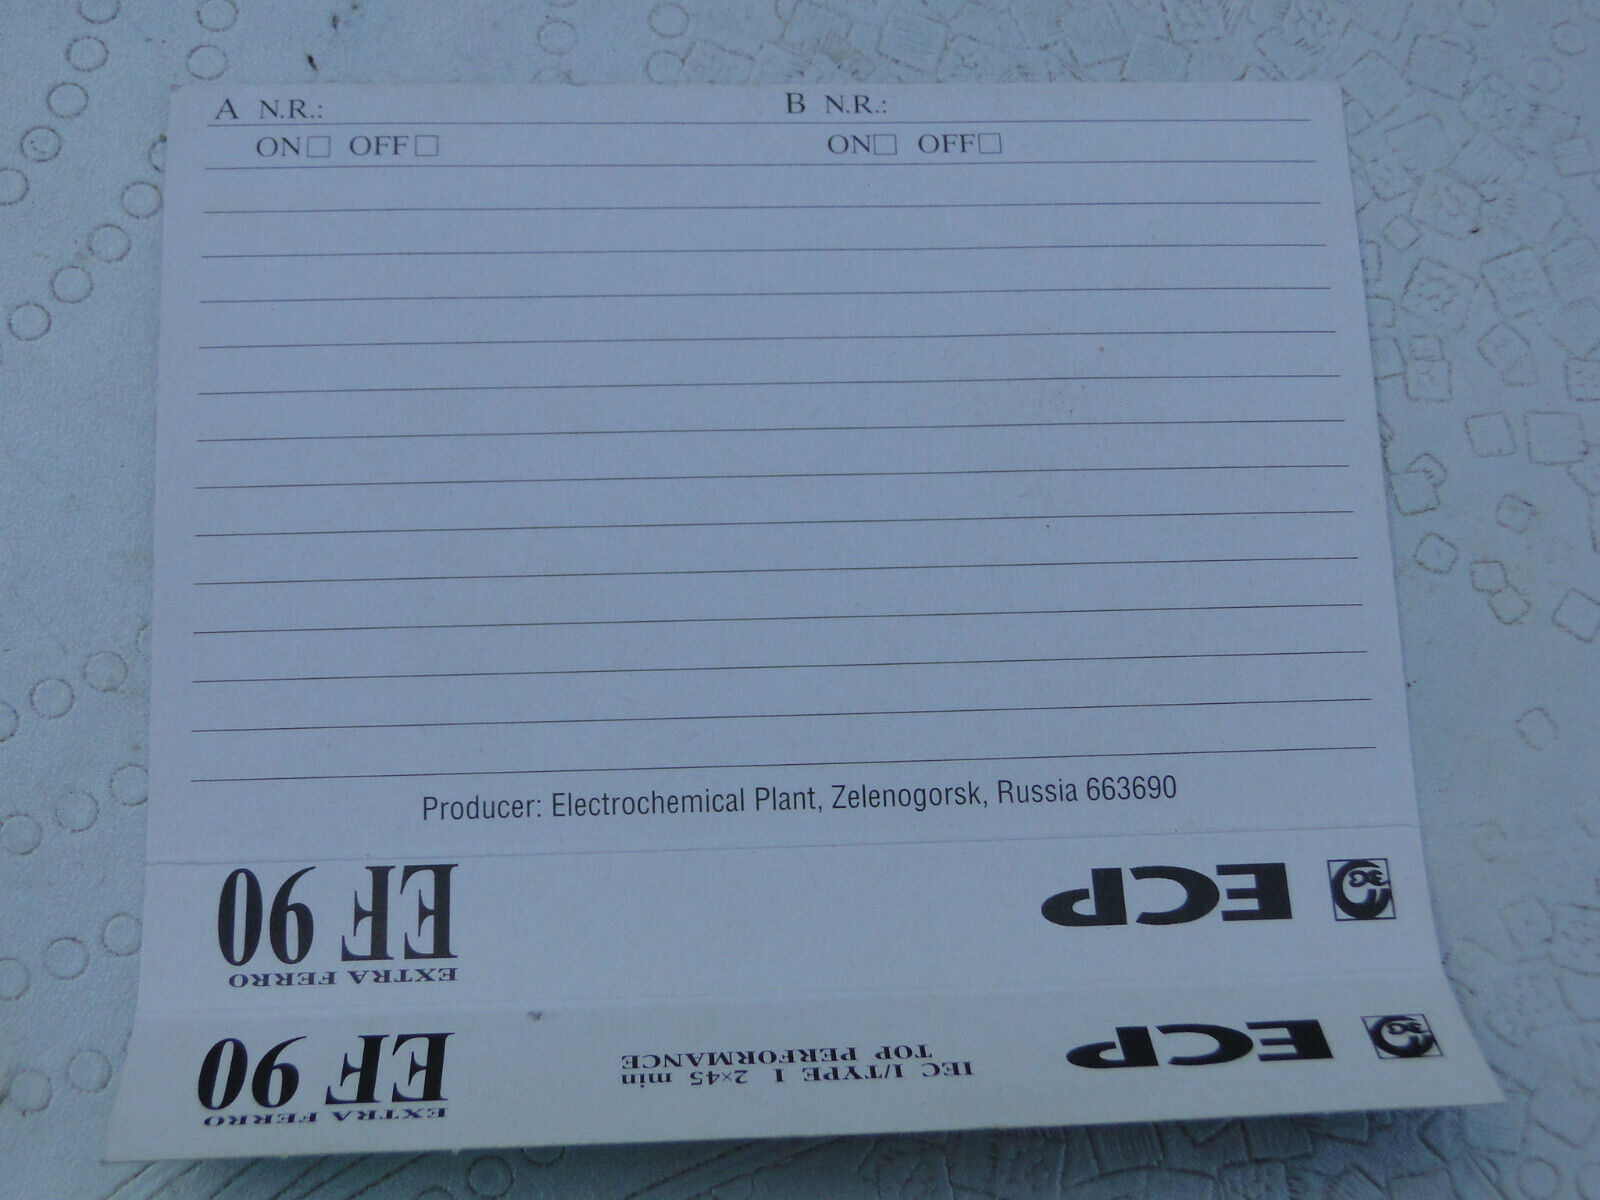 A N.R.: B N.R.:
ON OFF ON OFF
Producer: Electrochemical Plant, Zelenogorsk, Russia 663690
ECP EF 90
EXTRA FERRO
ECP IEC I/TYPE I 2×45 min EF 90
TOP PERFORMANCE
EXTRA FERRO